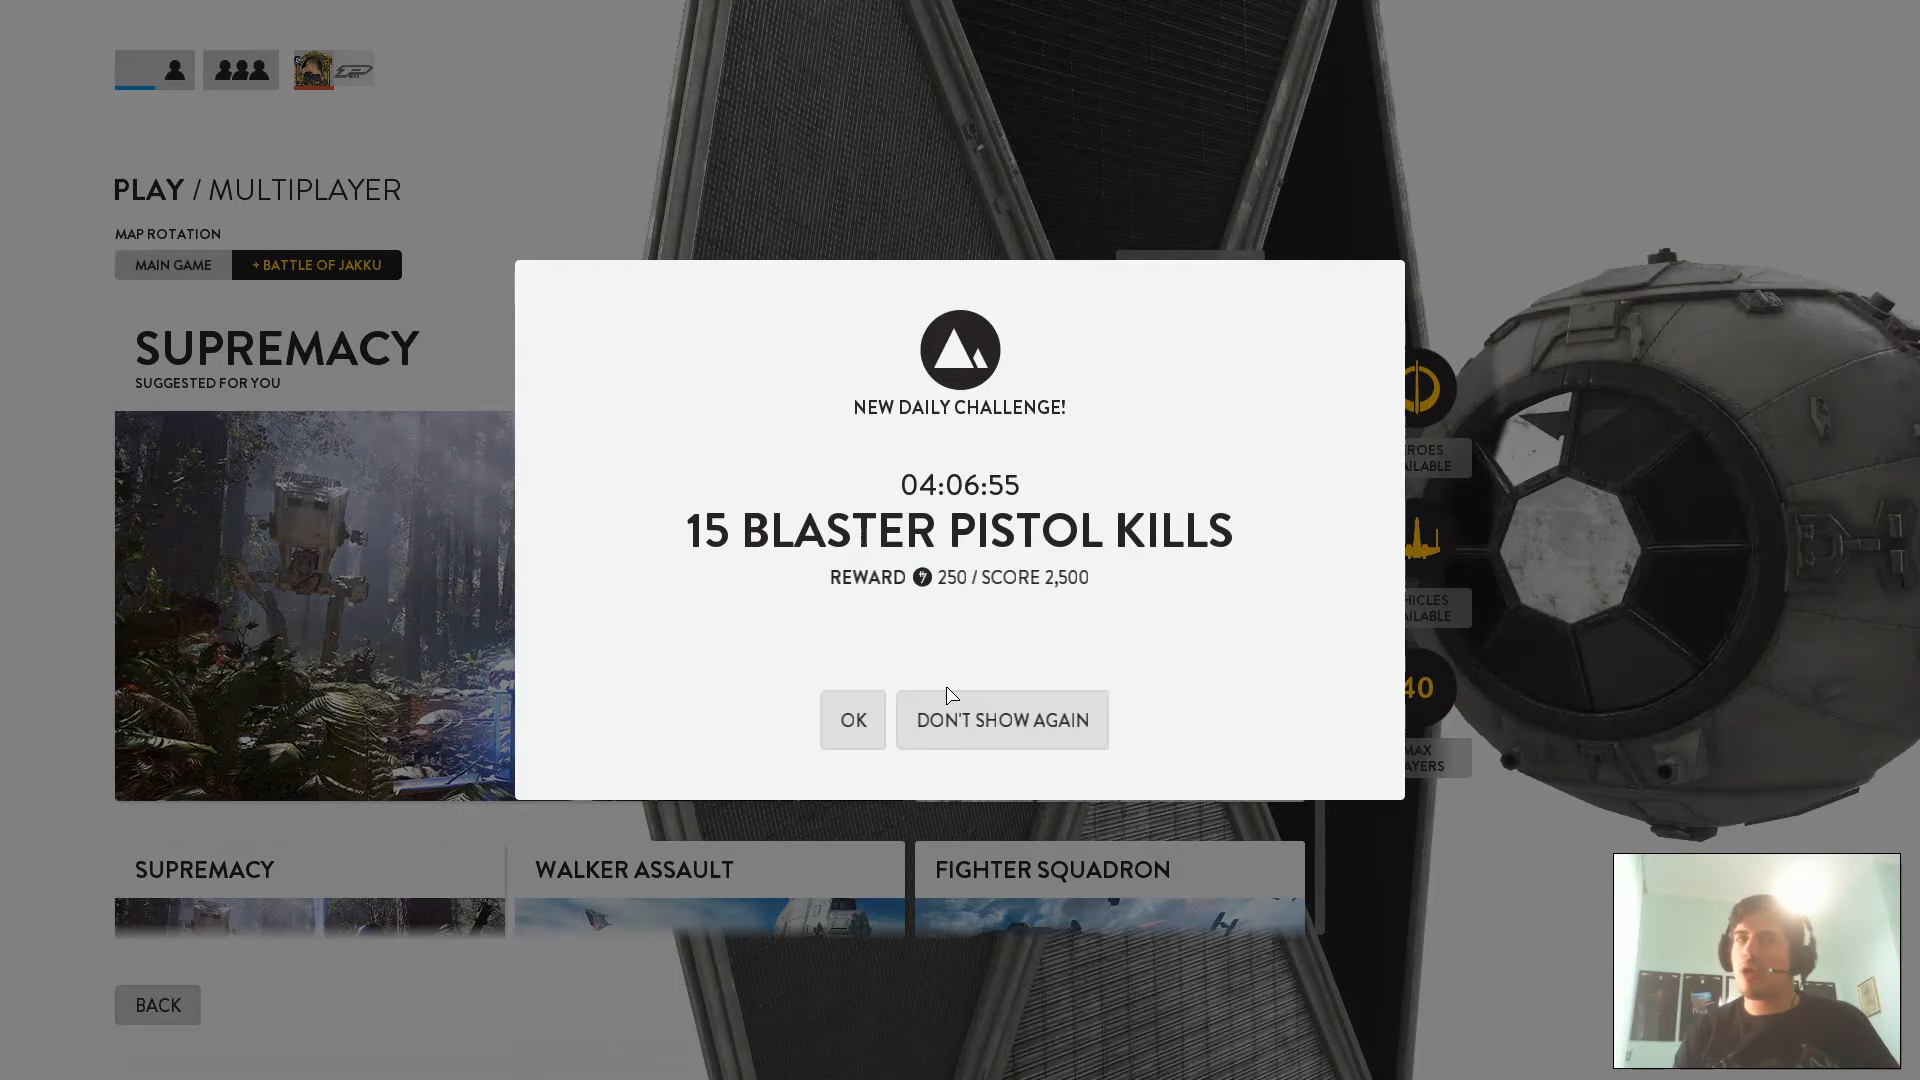 PLAY / MULTIPLAYER
MAP ROTATION
MAIN GAME
+ BATTLE OF JAKKU
SUPREMACY
SUGGESTED FOR YOU
NEW DAILY CHALLENGE!
04:06:55
15 BLASTER PISTOL KILLS
REWARD 250 / SCORE 2,500
OK
DON'T SHOW AGAIN
40
MAX
SUPREMACY
WALKER ASSAULT
FIGHTER SQUADRON
BACK